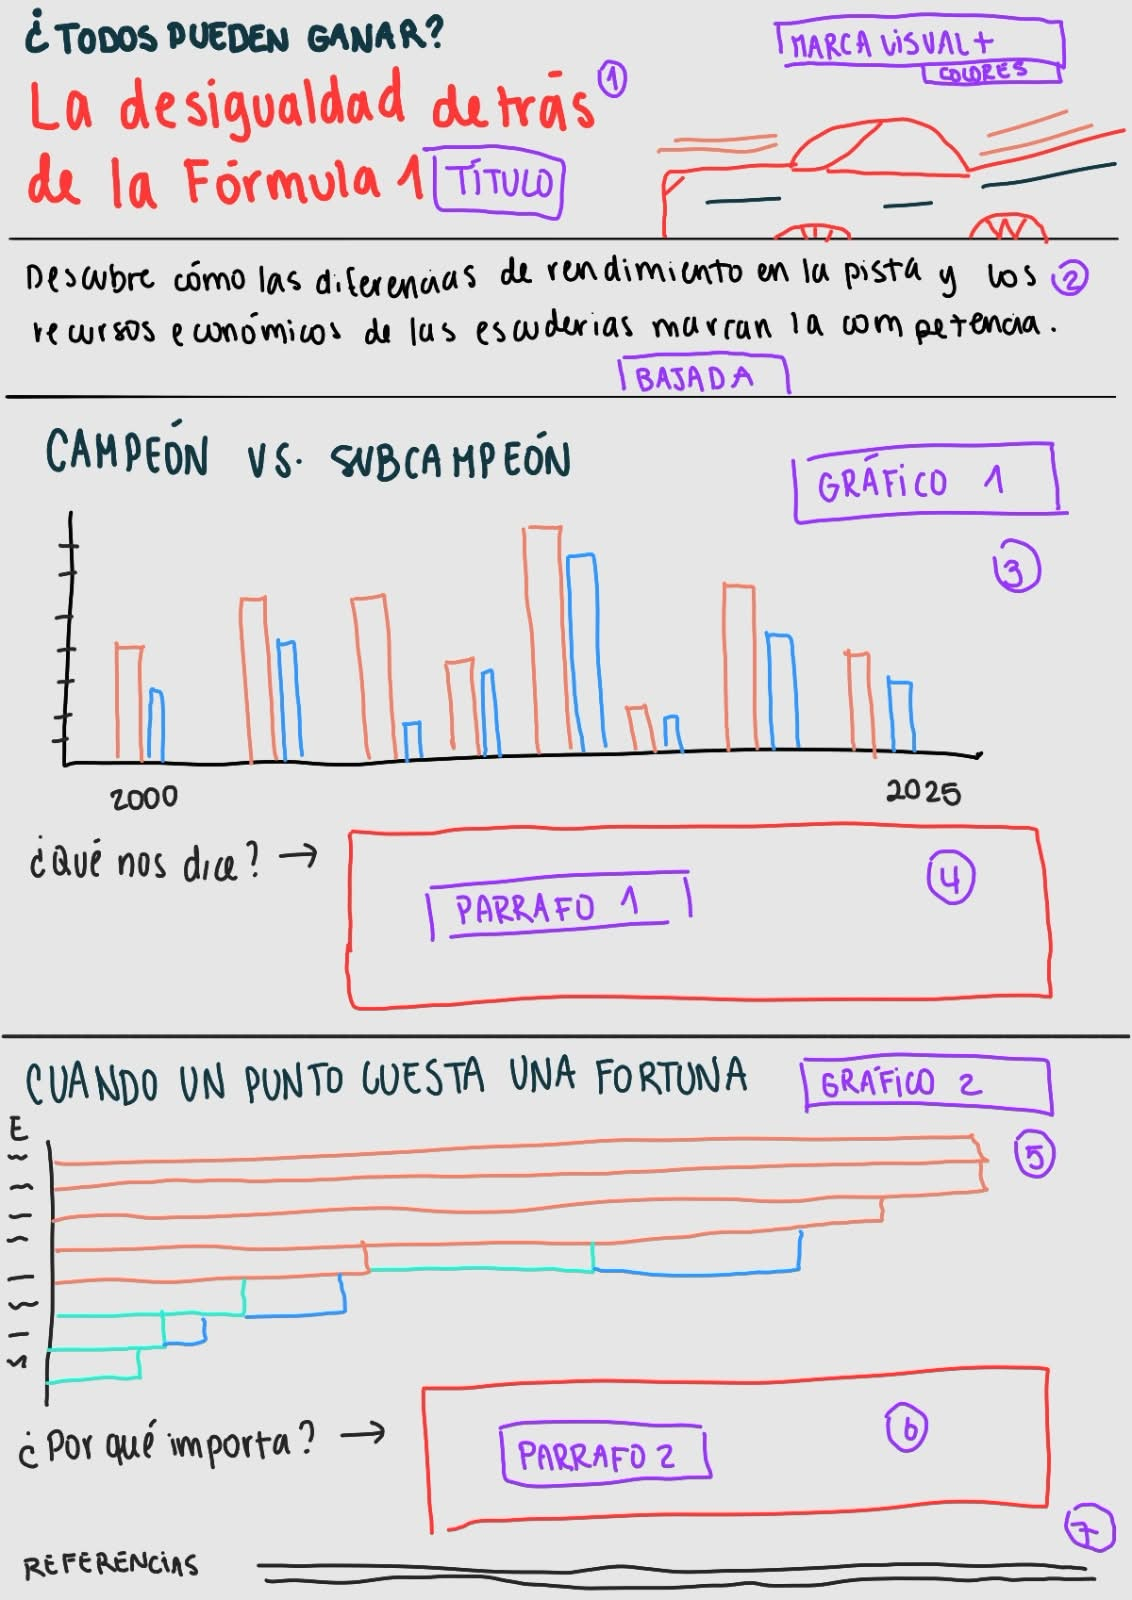 ¿TODOS PUEDEN GANAR?
MARCA VISUAL +
COLORES
La desigualdad detrás ①
de la Fórmula 1 TÍTULO
Descubre cómo las diferencias de rendimiento en la pista y los ②
recursos económicos de las escuderias marcan la competencia.
BAJADA
CAMPEÓN VS. SUBCAMPEÓN
GRÁFICO 1
③
2000
2025
¿Qué nos dice? →
PARRAFO 1
④
CUANDO UN PUNTO CUESTA UNA FORTUNA
GRÁFICO 2
E
⑤
¿Por qué importa? →
PARRAFO 2
⑥
⑦
REFERENCIAS